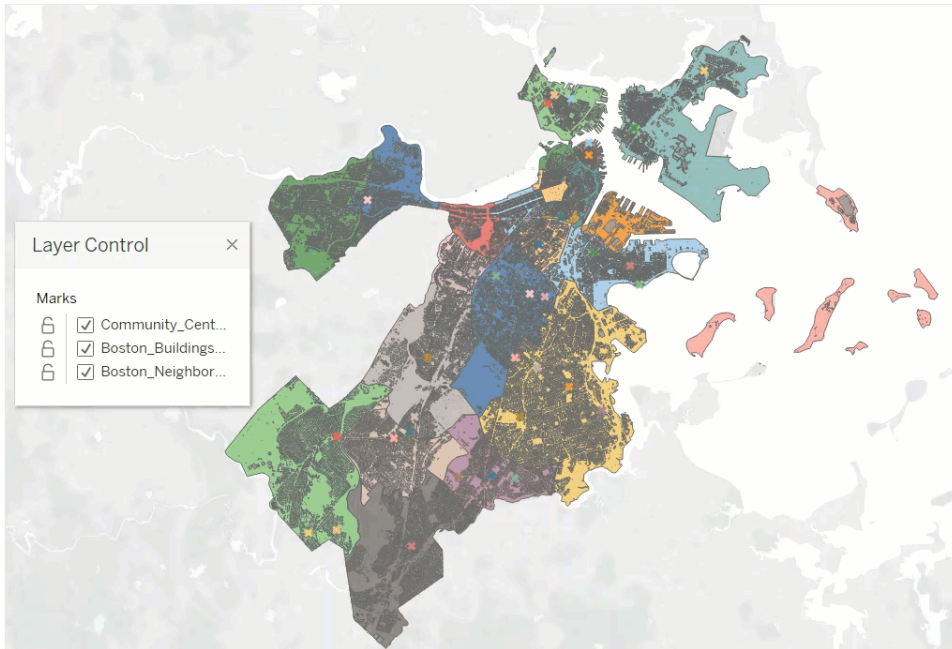 Layer Control
Marks
Community_Cent...
Boston_Buildings...
Boston_Neighbor...